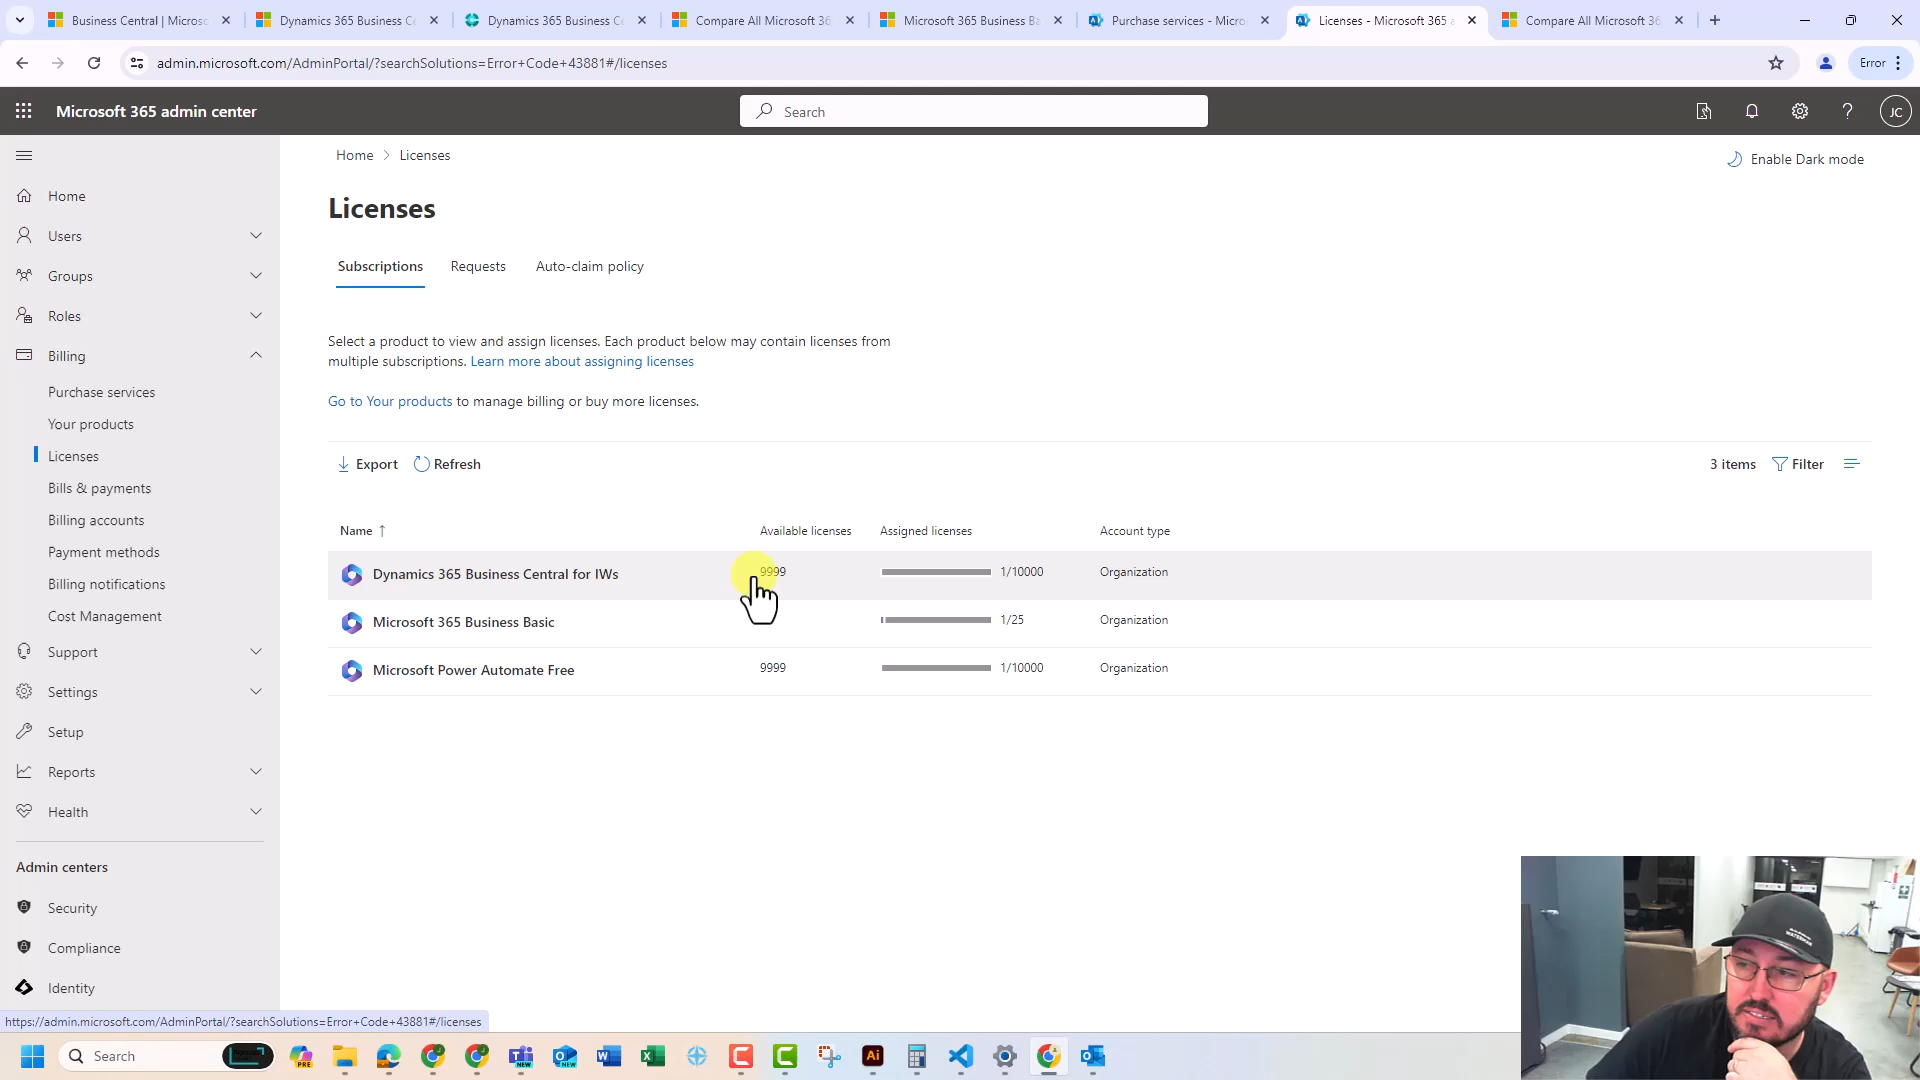 Business Central | Microso
Dynamics 365 Business Ce
Dynamics 365 Business Ce
Compare All Microsoft 36
Microsoft 365 Business Ba
Purchase services - Micro
Licenses - Microsoft 365 a
Compare All Microsoft 36
admin.microsoft.com/AdminPortal/?searchSolutions=Error+Code+43881#/licenses
Error
Microsoft 365 admin center
Search
JC
Home
Users
Groups
Roles
Billing
Purchase services
Your products
Licenses
Bills & payments
Billing accounts
Payment methods
Billing notifications
Cost Management
Support
Settings
Setup
Reports
Health
Admin centers
Security
Compliance
Identity
Home > Licenses
Enable Dark mode
Licenses
Subscriptions
Requests
Auto-claim policy
Select a product to view and assign licenses. Each product below may contain licenses from
multiple subscriptions. Learn more about assigning licenses
Go to Your products to manage billing or buy more licenses.
Export
Refresh
3 items
Filter
Name ↑
Available licenses
Assigned licenses
Account type
Dynamics 365 Business Central for IWs
9999
1/10000
Organization
Microsoft 365 Business Basic
1/25
Organization
Microsoft Power Automate Free
9999
1/10000
Organization
https://admin.microsoft.com/AdminPortal/?searchSolutions=Error+Code+43881#/licenses
Search
PRE
NEW
NEW
Ai